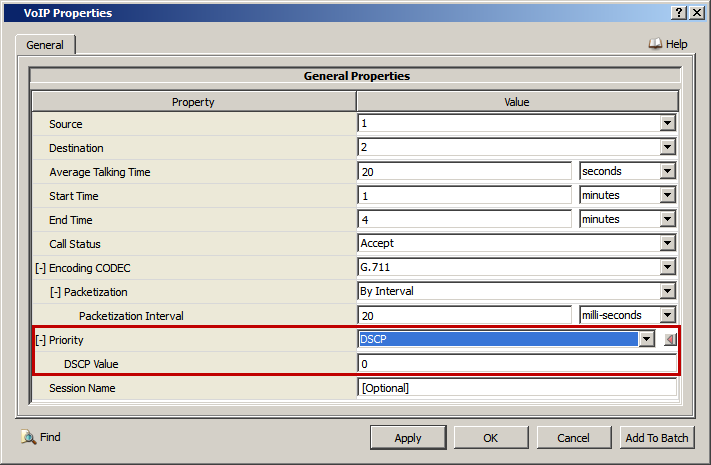 VoIP Properties
General
Help
General Properties
Property Value
Source 1
Destination 2
Average Talking Time 20 seconds
Start Time 1 minutes
End Time 4 minutes
Call Status Accept
[-] Encoding CODEC G.711
[-] Packetization By Interval
Packetization Interval 20 milli-seconds
[-] Priority DSCP
DSCP Value 0
Session Name [Optional]
Find Apply OK Cancel Add To Batch